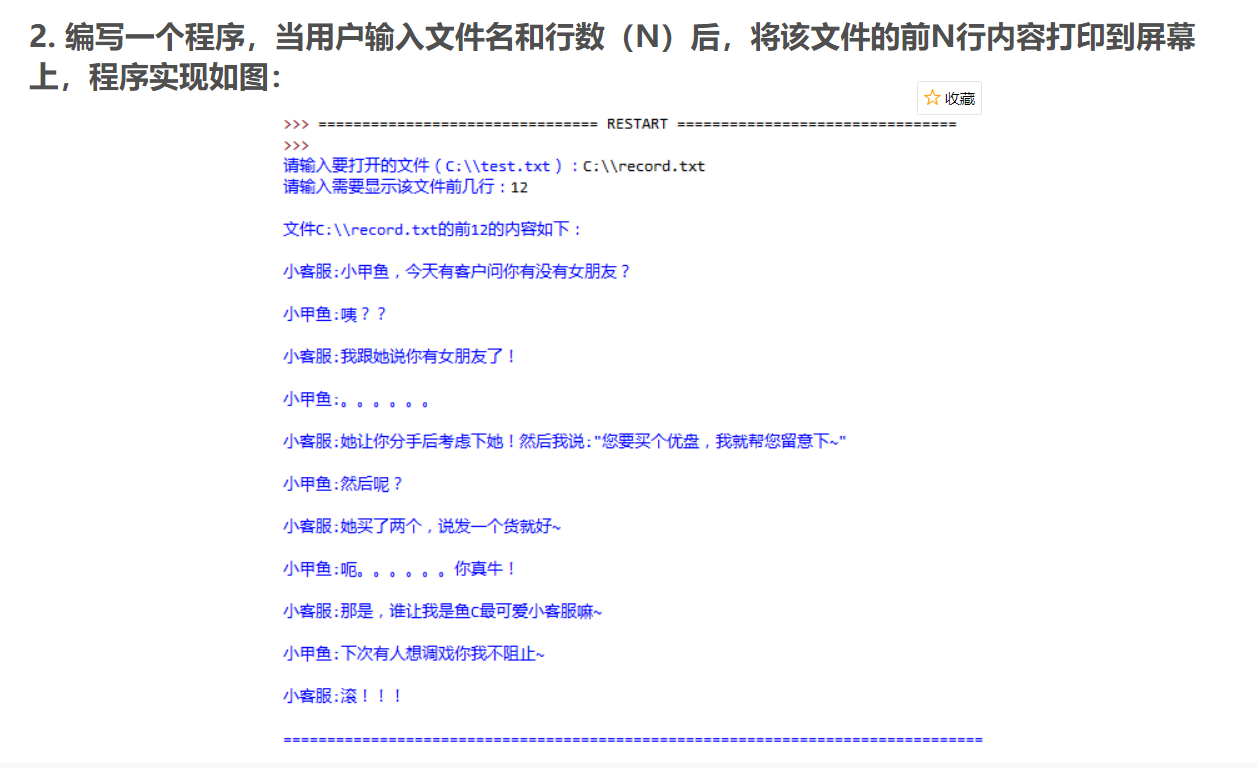 2. 编写一个程序，当用户输入文件名和行数（N）后，将该文件的前N行内容打印到屏幕
上，程序实现如图：
☆ 收藏
>>> ================================ RESTART ================================
>>>
请输入要打开的文件（C:\\test.txt）：C:\\record.txt
请输入需要显示该文件前几行：12
文件C:\\record.txt的前12的内容如下：
小客服:小甲鱼，今天有客户问你有没有女朋友？
小甲鱼:咦？？
小客服:我跟她说你有女朋友了！
小甲鱼:。。。。。。
小客服:她让你分手后考虑下她！然后我说:"您要买个优盘，我就帮您留意下~"
小甲鱼:然后呢？
小客服:她买了两个，说发一个货就好~
小甲鱼:呃。。。。。。你真牛！
小客服:那是，谁让我是鱼C最可爱小客服嘛~
小甲鱼:下次有人想调戏你我不阻止~
小客服:滚！！！
================================================================================